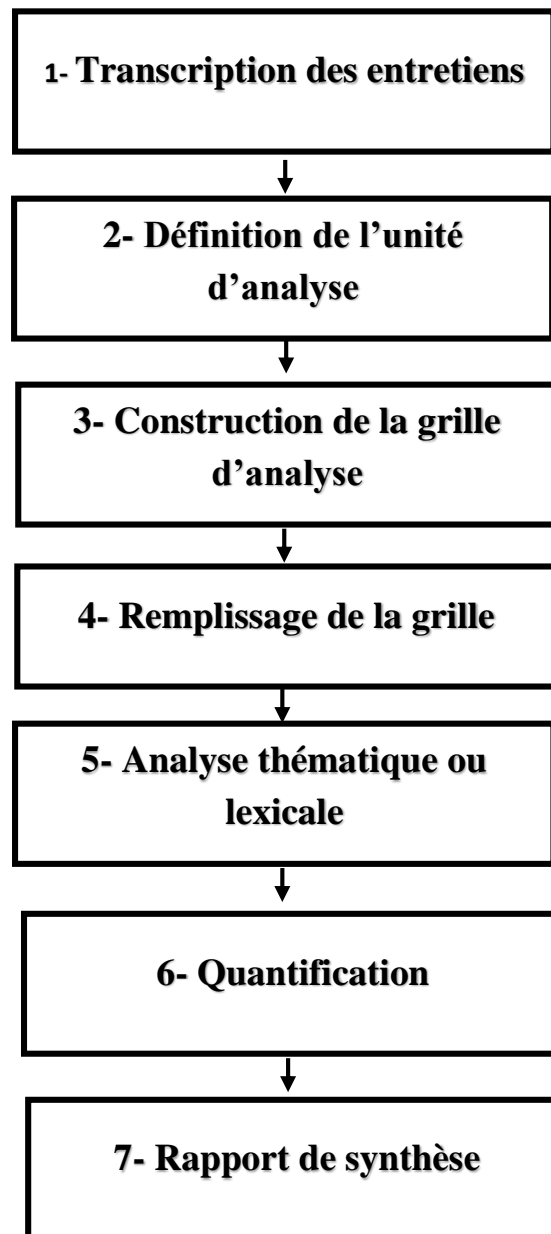 1- Transcription des entretiens
2- Définition de l’unité
d’analyse
3- Construction de la grille
d’analyse
4- Remplissage de la grille
5- Analyse thématique ou
lexicale
6- Quantification
7- Rapport de synthèse